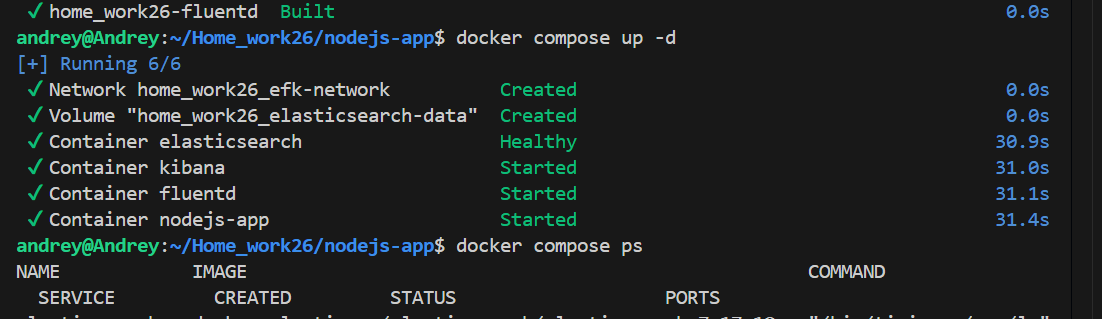 ✓ home_work26-fluentd Built 0.0s
andrey@Andrey:~/Home_work26/nodejs-app$ docker compose up -d
[+] Running 6/6
✓ Network home_work26_efk-network Created 0.0s
✓ Volume "home_work26_elasticsearch-data" Created 0.0s
✓ Container elasticsearch Healthy 30.9s
✓ Container kibana Started 31.0s
✓ Container fluentd Started 31.1s
✓ Container nodejs-app Started 31.4s
andrey@Andrey:~/Home_work26/nodejs-app$ docker compose ps
NAME IMAGE COMMAND
SERVICE CREATED STATUS PORTS